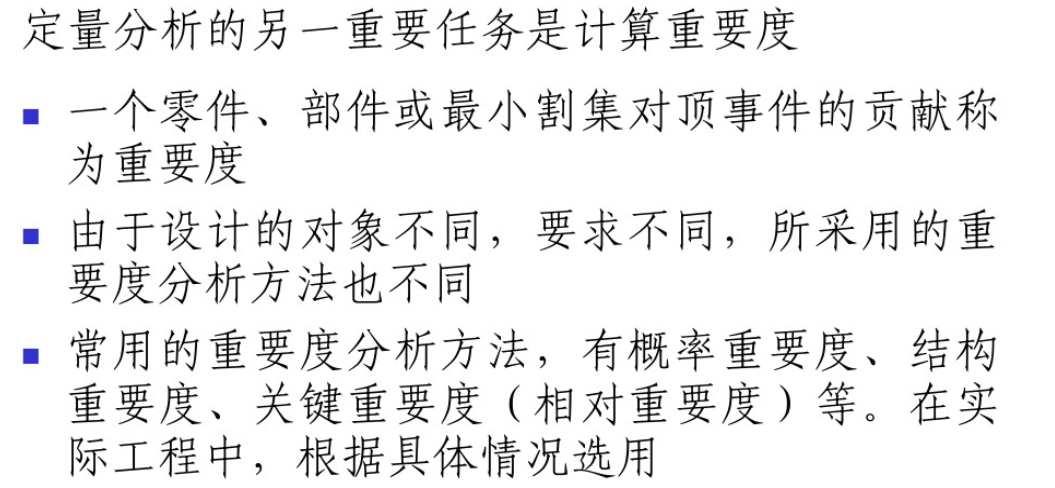 定量分析的另一重要任务是计算重要度
一个零件、部件或最小割集对顶事件的贡献称
为重要度
由于设计的对象不同，要求不同，所采用的重
要度分析方法也不同
常用的重要度分析方法，有概率重要度、结构
重要度、关键重要度（相对重要度）等。在实
际工程中，根据具体情况选用